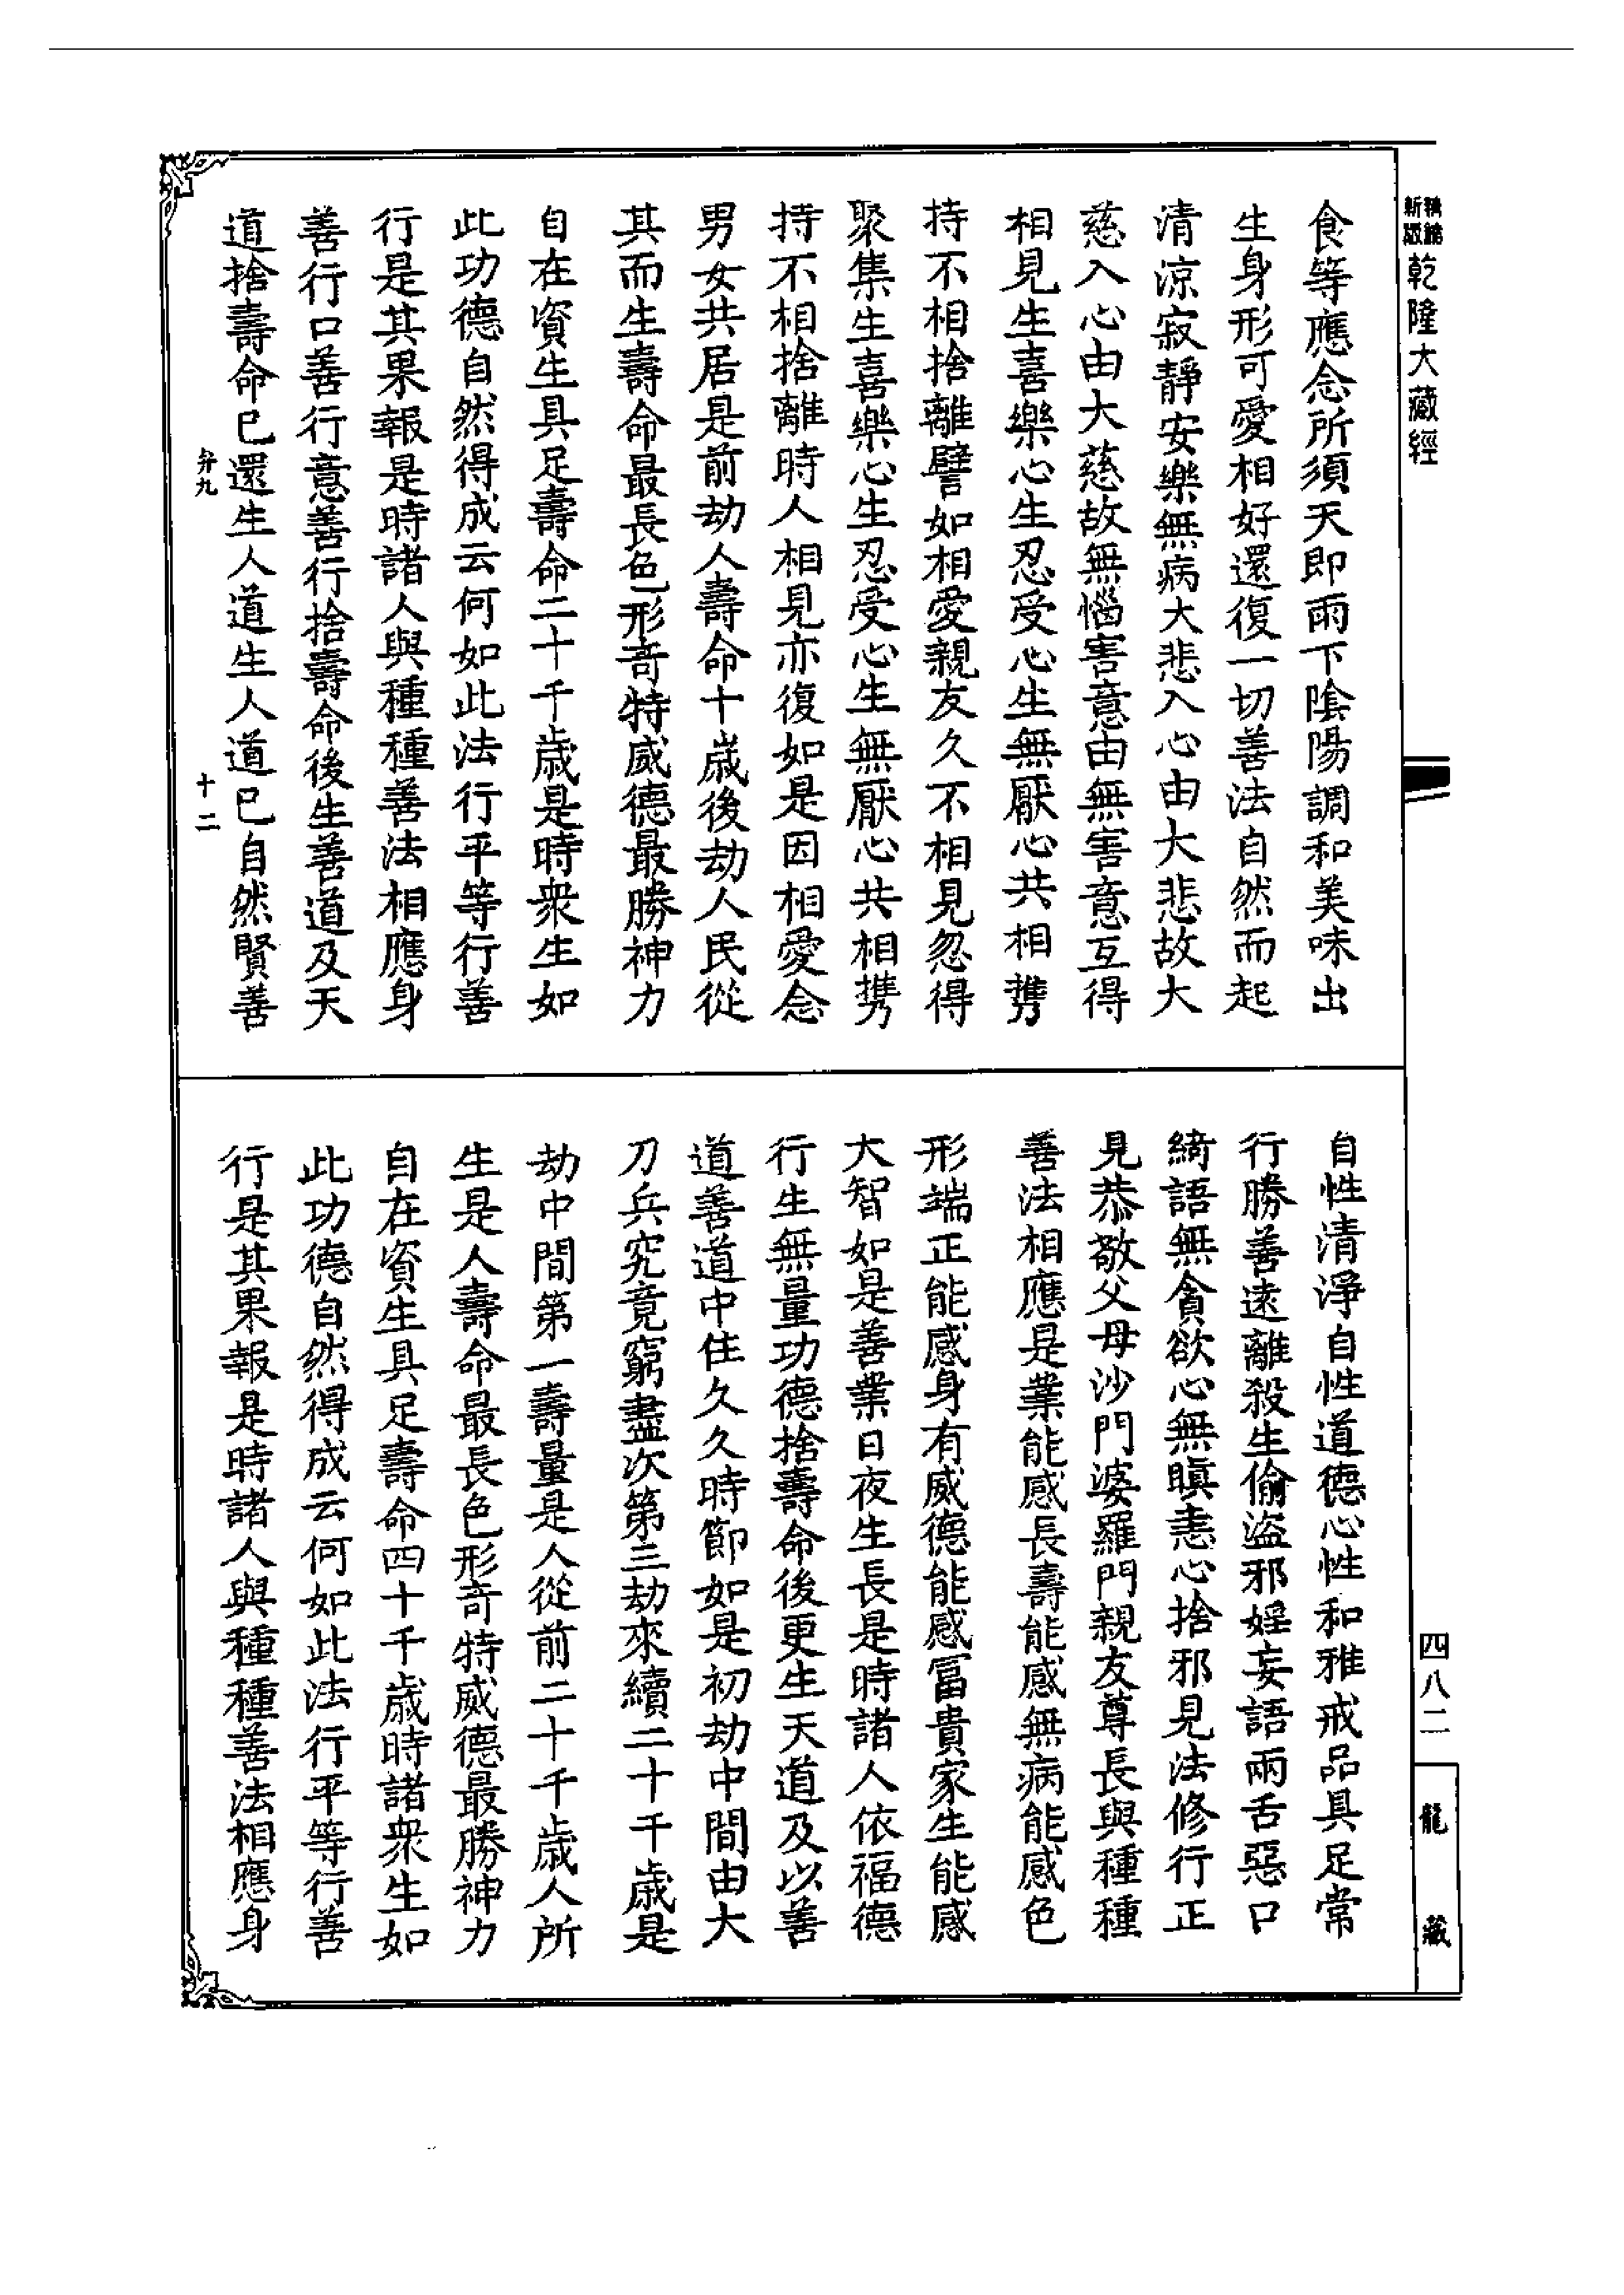 新 乾隆大藏經
食等應念所須天即雨下陰陽調和美味出
生身形可愛相好還復一切善法自然而起
清涼寂靜安樂無病大悲入心由大悲故大
慈入心由大慈故無惱害意由無害意互得
相見生喜樂心生忍受心生無厭心共相携
持不相捨離譬如相愛親友久不相見忽得
聚集生喜樂心生忍受心生無厭心共相携
持不相捨離時人相見亦復如是因相愛念
男女共居是前劫人壽命十歲後劫人民從
其而生壽命最長色形奇特威德最勝神力
自在資生具足壽命二十千歲是時衆生如
此功德自然得成云何如此法行平等行善
行是其果報是時諸人與種種善法相應身
善行口善行意善行捨壽命後生善道及天
道捨壽命已還生人道生人道已自然賢善
弁九 十二
自性清淨自性道德心性和雅戒品具足常
行勝善遠離殺生偷盜邪婬妄語兩舌惡口
綺語無貪欲心無瞋恚心捨邪見法修行正
見恭敬父母沙門婆羅門親友尊長與種種
善法相應是業能感長壽能感無病能感色
形端正能感身有威德能感冨貴家生能感
大智如是善業日夜生長是時諸人依福德
行生無量功德捨壽命後更生天道及以善
道善道中住久久時節如是初劫中間由大
刀兵究竟窮盡次第三劫來續二十千歲是
劫中間第一壽量是人從前二十千歲人所
生是人壽命最長色形奇特威德最勝神力
自在資生具足壽命四十千歲時諸衆生如
此功德自然得成云何如此法行平等行善
行是其果報是時諸人與種種善法相應身
四八二
龍藏